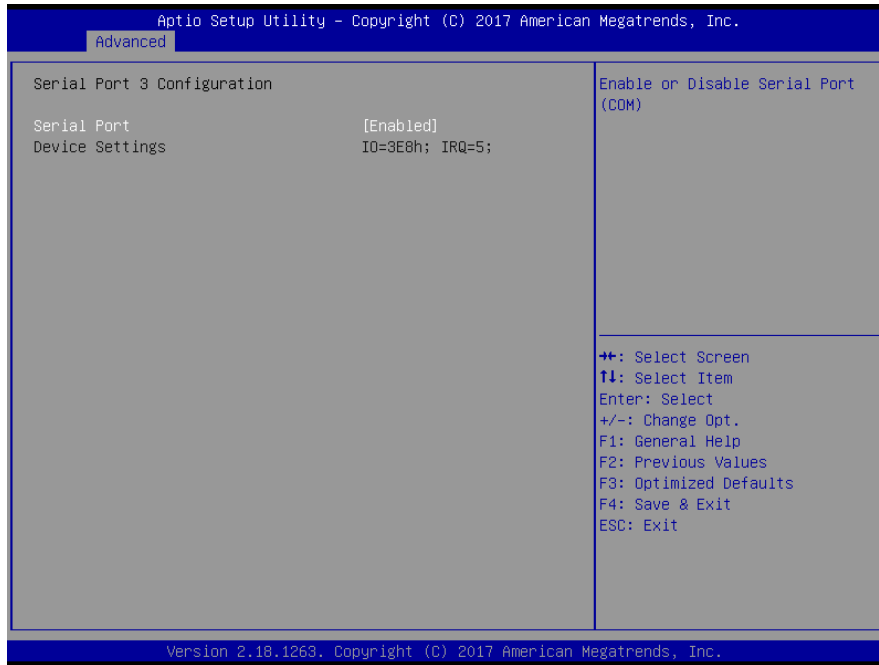 Aptio Setup Utility – Copyright (C) 2017 American Megatrends, Inc.
Advanced
Serial Port 3 Configuration
Serial Port [Enabled]
Device Settings IO=3E8h; IRQ=5;
Enable or Disable Serial Port
(COM)
→←: Select Screen
↑↓: Select Item
Enter: Select
+/-: Change Opt.
F1: General Help
F2: Previous Values
F3: Optimized Defaults
F4: Save & Exit
ESC: Exit
Version 2.18.1263. Copyright (C) 2017 American Megatrends, Inc.